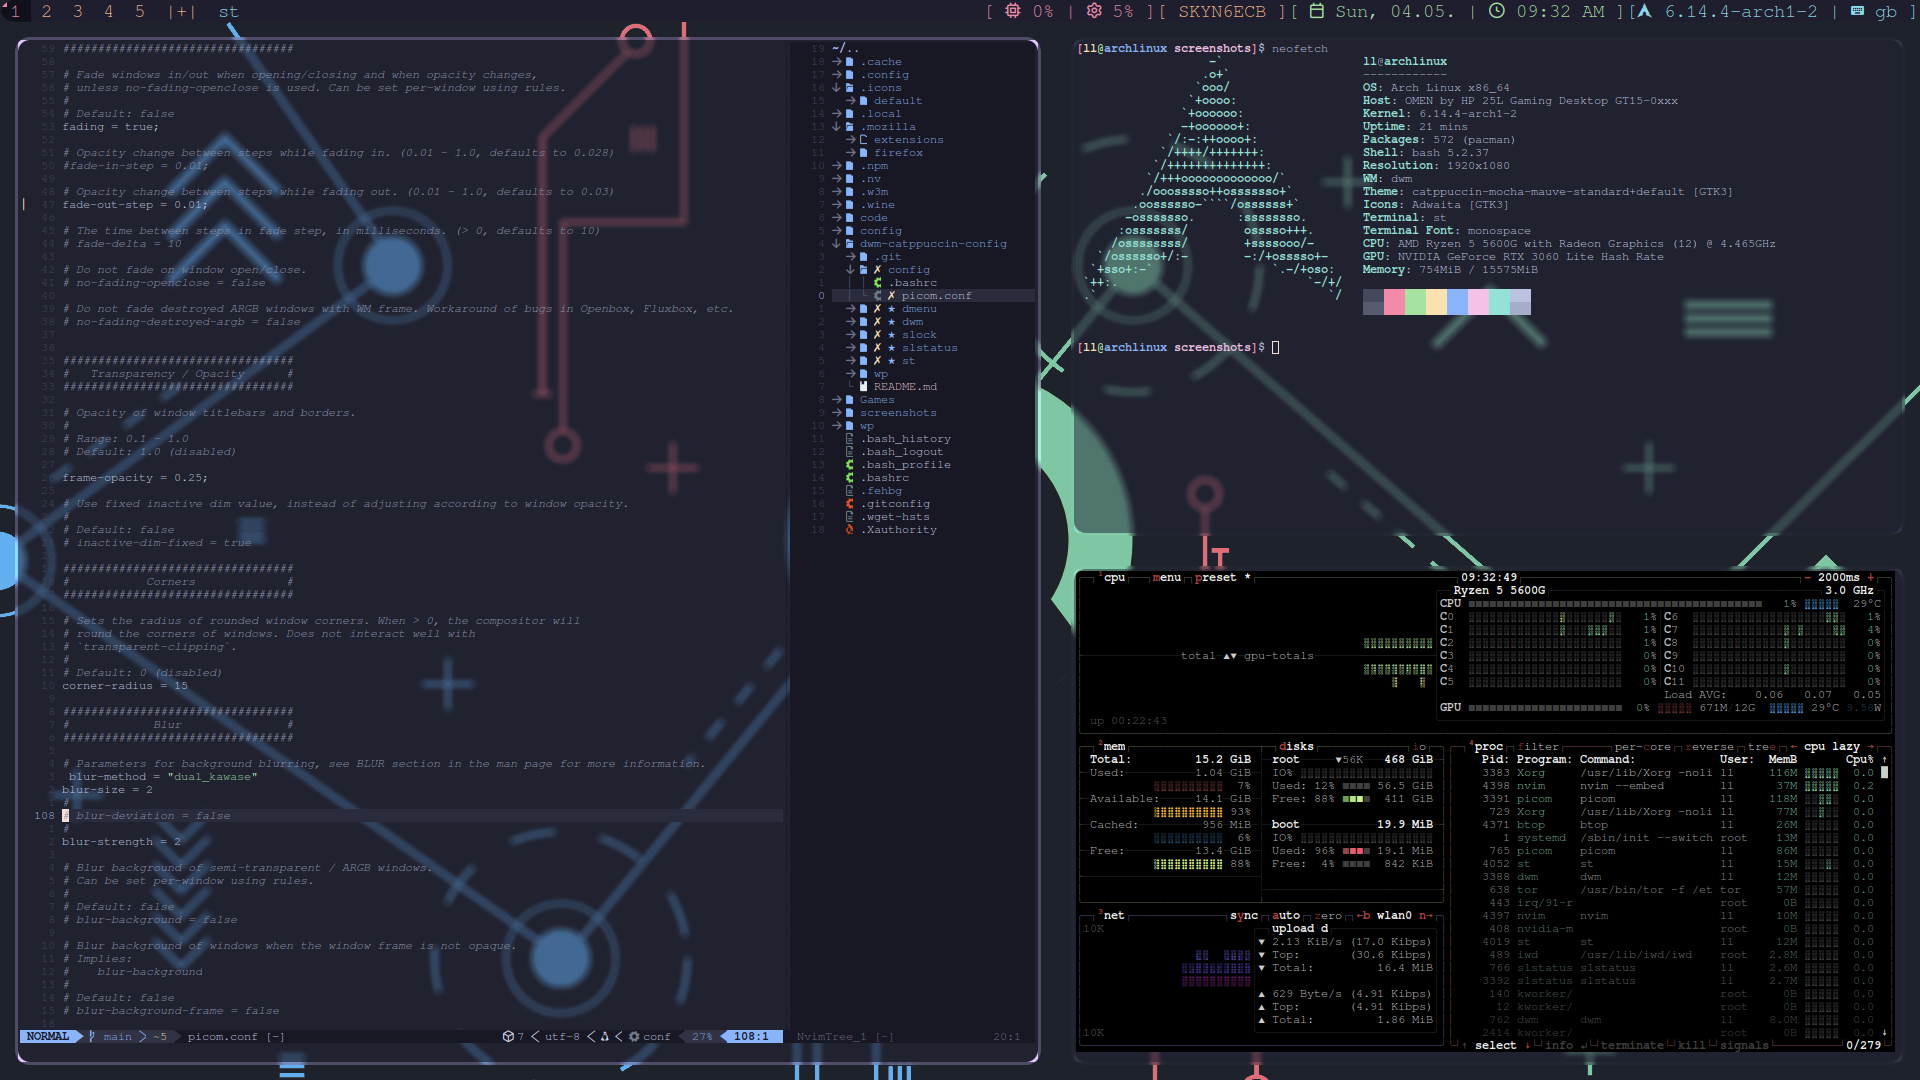 1 2 3 4 5 |+| st
[ 0% | 5% ][ SKYN6ECB ][ Sun, 04.05. | 09:32 AM ][ 6.14.4-arch1-2 | gb ]
59 #################################
58
57 # Fade windows in/out when opening/closing and when opacity changes,
56 # unless no-fading-openclose is used. Can be set per-window using rules.
55 #
54 # Default: false
53 fading = true;
52
51 # Opacity change between steps while fading in. (0.01 - 1.0, defaults to 0.028)
50 #fade-in-step = 0.01;
49
48 # Opacity change between steps while fading out. (0.01 - 1.0, defaults to 0.03)
47 fade-out-step = 0.01;
46
45 # The time between steps in fade step, in milliseconds. (> 0, defaults to 10)
44 # fade-delta = 10
43
42 # Do not fade on window open/close.
41 # no-fading-openclose = false
40
39 # Do not fade destroyed ARGB windows with WM frame. Workaround of bugs in Openbox, Fluxbox, etc.
38 # no-fading-destroyed-argb = false
37
36
35 #################################
34 #   Transparency / Opacity      #
33 #################################
32
31 # Opacity of window titlebars and borders.
30 #
29 # Range: 0.1 - 1.0
28 # Default: 1.0 (disabled)
27
26 frame-opacity = 0.25;
25
24 # Use fixed inactive dim value, instead of adjusting according to window opacity.
23 #
22 # Default: false
21 # inactive-dim-fixed = true
20
19 #################################
18 #           Corners             #
17 #################################
16
15 # Sets the radius of rounded window corners. When > 0, the compositor will
14 # round the corners of windows. Does not interact well with
13 # `transparent-clipping`.
12 #
11 # Default: 0 (disabled)
10 corner-radius = 15
9
8 #################################
7 #            Blur               #
6 #################################
5
4 # Parameters for background blurring, see BLUR section in the man page for more information.
3 blur-method = "dual_kawase"
2 blur-size = 2
1 #
108 # blur-deviation = false
1 #
2 blur-strength = 2
3
4 # Blur background of semi-transparent / ARGB windows.
5 # Can be set per-window using rules.
6 #
7 # Default: false
8 # blur-background = false
9
10 # Blur background of windows when the window frame is not opaque.
11 # Implies:
12 #    blur-background
13 #
14 # Default: false
15 # blur-background-frame = false
16
NORMAL main ~5 picom.conf [-] 7 < utf-8 < < conf 27% 108:1
19 ~/..
18 .cache
17 .config
16 .icons
15 default
14 .local
13 .mozilla
12 extensions
11 firefox
10 .npm
9 .nv
8 .w3m
7 .wine
6 code
5 config
4 dwm-catppuccin-config
3 .git
2 ✗ config
1 .bashrc
0 ✗ picom.conf
1 ✗ ★ dmenu
2 ✗ ★ dwm
3 ✗ ★ slock
4 ✗ ★ slstatus
5 ✗ ★ st
6 wp
7 README.md
8 Games
9 screenshots
10 wp
11 .bash_history
12 .bash_logout
13 .bash_profile
14 .bashrc
15 .fehbg
16 .gitconfig
17 .wget-hsts
18 .Xauthority
NvimTree_1 [-] 20:1
[ll@archlinux screenshots]$ neofetch
ll@archlinux
------------
OS: Arch Linux x86_64
Host: OMEN by HP 25L Gaming Desktop GT15-0xxx
Kernel: 6.14.4-arch1-2
Uptime: 21 mins
Packages: 572 (pacman)
Shell: bash 5.2.37
Resolution: 1920x1080
WM: dwm
Theme: catppuccin-mocha-mauve-standard+default [GTK3]
Icons: Adwaita [GTK3]
Terminal: st
Terminal Font: monospace
CPU: AMD Ryzen 5 5600G with Radeon Graphics (12) @ 4.465GHz
GPU: NVIDIA GeForce RTX 3060 Lite Hash Rate
Memory: 754MiB / 15575MiB
[ll@archlinux screenshots]$
1cpu menu preset * 09:32:49 - 2000ms +
Ryzen 5 5600G 3.0 GHz
CPU 1% 29°C
C0 1% C6 1%
C1 1% C7 4%
C2 1% C8 0%
C3 0% C9 0%
C4 0% C10 0%
C5 0% C11 0%
total ▲▼ gpu-totals
Load AVG: 0.06 0.07 0.05
GPU 0% 671M/12G 29°C 9.58W
up 00:22:43
2mem
Total: 15.2 GiB
Used: 1.04 GiB
7%
Available: 14.1 GiB
93%
Cached: 956 MiB
6%
Free: 13.4 GiB
88%
disks io
root ▼56K 468 GiB
IO%
Used: 12% 56.5 GiB
Free: 88% 411 GiB
boot 19.9 MiB
IO%
Used: 96% 19.1 MiB
Free: 4% 842 KiB
3net sync auto zero ←b wlan0 n→
10K
upload d
▼ 2.13 KiB/s (17.0 Kibps)
▼ Top: (30.6 Kibps)
▼ Total: 16.4 MiB
▲ 629 Byte/s (4.91 Kibps)
▲ Top: (4.91 Kibps)
▲ Total: 1.86 MiB
10K
4proc filter per-core reverse tree ← cpu lazy →
Pid: Program: Command: User: MemB Cpu% ↑
3383 Xorg /usr/lib/Xorg -noli ll 116M 0.0
4398 nvim nvim --embed ll 37M 0.2
3391 picom picom ll 118M 0.0
729 Xorg /usr/lib/Xorg -noli ll 77M 0.0
4371 btop btop ll 26M 0.0
1 systemd /sbin/init --switch root 13M 0.0
765 picom picom ll 86M 0.0
4052 st st ll 15M 0.0
3388 dwm dwm ll 12M 0.0
638 tor /usr/bin/tor -f /et tor 57M 0.0
443 irq/91-r root 0B 0.0
4397 nvim nvim ll 10M 0.0
408 nvidia-m root 0B 0.0
4019 st st ll 12M 0.0
489 iwd /usr/lib/iwd/iwd root 2.8M 0.0
766 slstatus slstatus ll 2.6M 0.0
3392 slstatus slstatus ll 2.7M 0.0
140 kworker/ root 0B 0.0
12 kworker/ root 0B 0.0
762 dwm dwm ll 8.0M 0.0
2414 kworker/ root 0B 0.0 ↓
↑ select ↓ info ↵ terminate kill signals 0/279